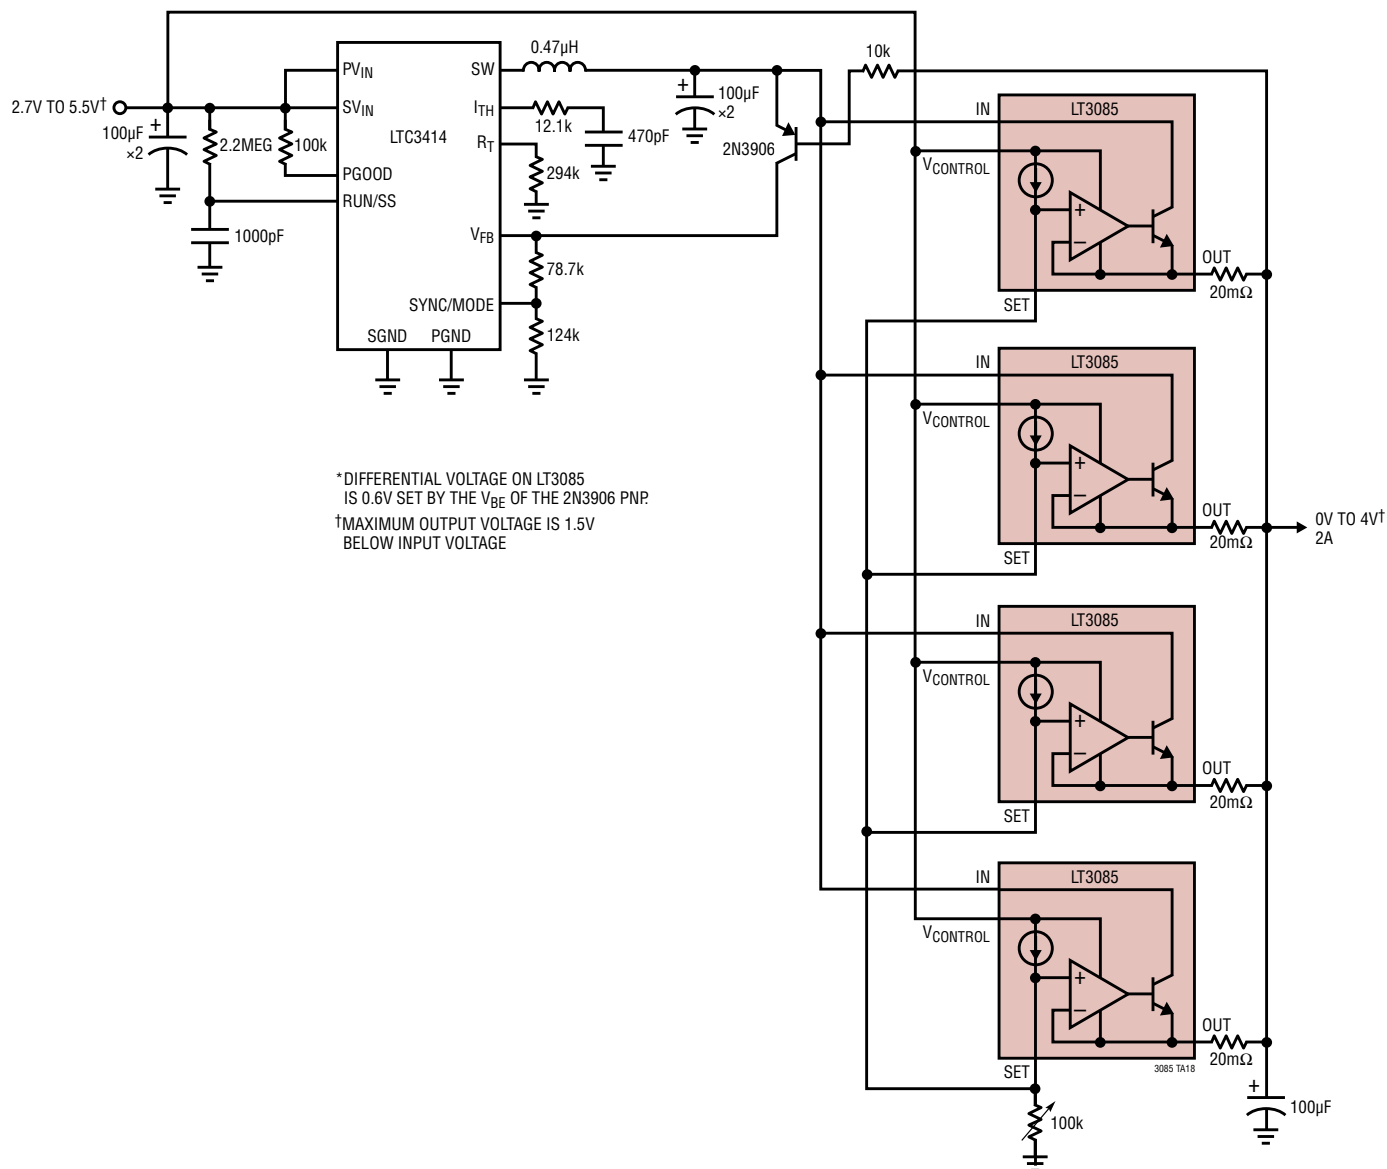 0.47µH
10k
PVIN
SW
2.7V TO 5.5V†
SVIN
ITH
+
100µF
×2
+
100µF
×2
2.2MEG
100k
LTC3414
12.1k
470pF
RT
2N3906
294k
PGOOD
RUN/SS
1000pF
VFB
78.7k
SYNC/MODE
124k
SGND
PGND
*DIFFERENTIAL VOLTAGE ON LT3085
IS 0.6V SET BY THE VBE OF THE 2N3906 PNP.
†MAXIMUM OUTPUT VOLTAGE IS 1.5V
BELOW INPUT VOLTAGE
IN
LT3085
VCONTROL
+
–
OUT
20mΩ
SET
IN
LT3085
VCONTROL
+
–
OUT
20mΩ
SET
0V TO 4V†
2A
IN
LT3085
VCONTROL
+
–
OUT
20mΩ
SET
IN
LT3085
VCONTROL
+
–
OUT
20mΩ
SET
3085 TA18
100k
+
100µF